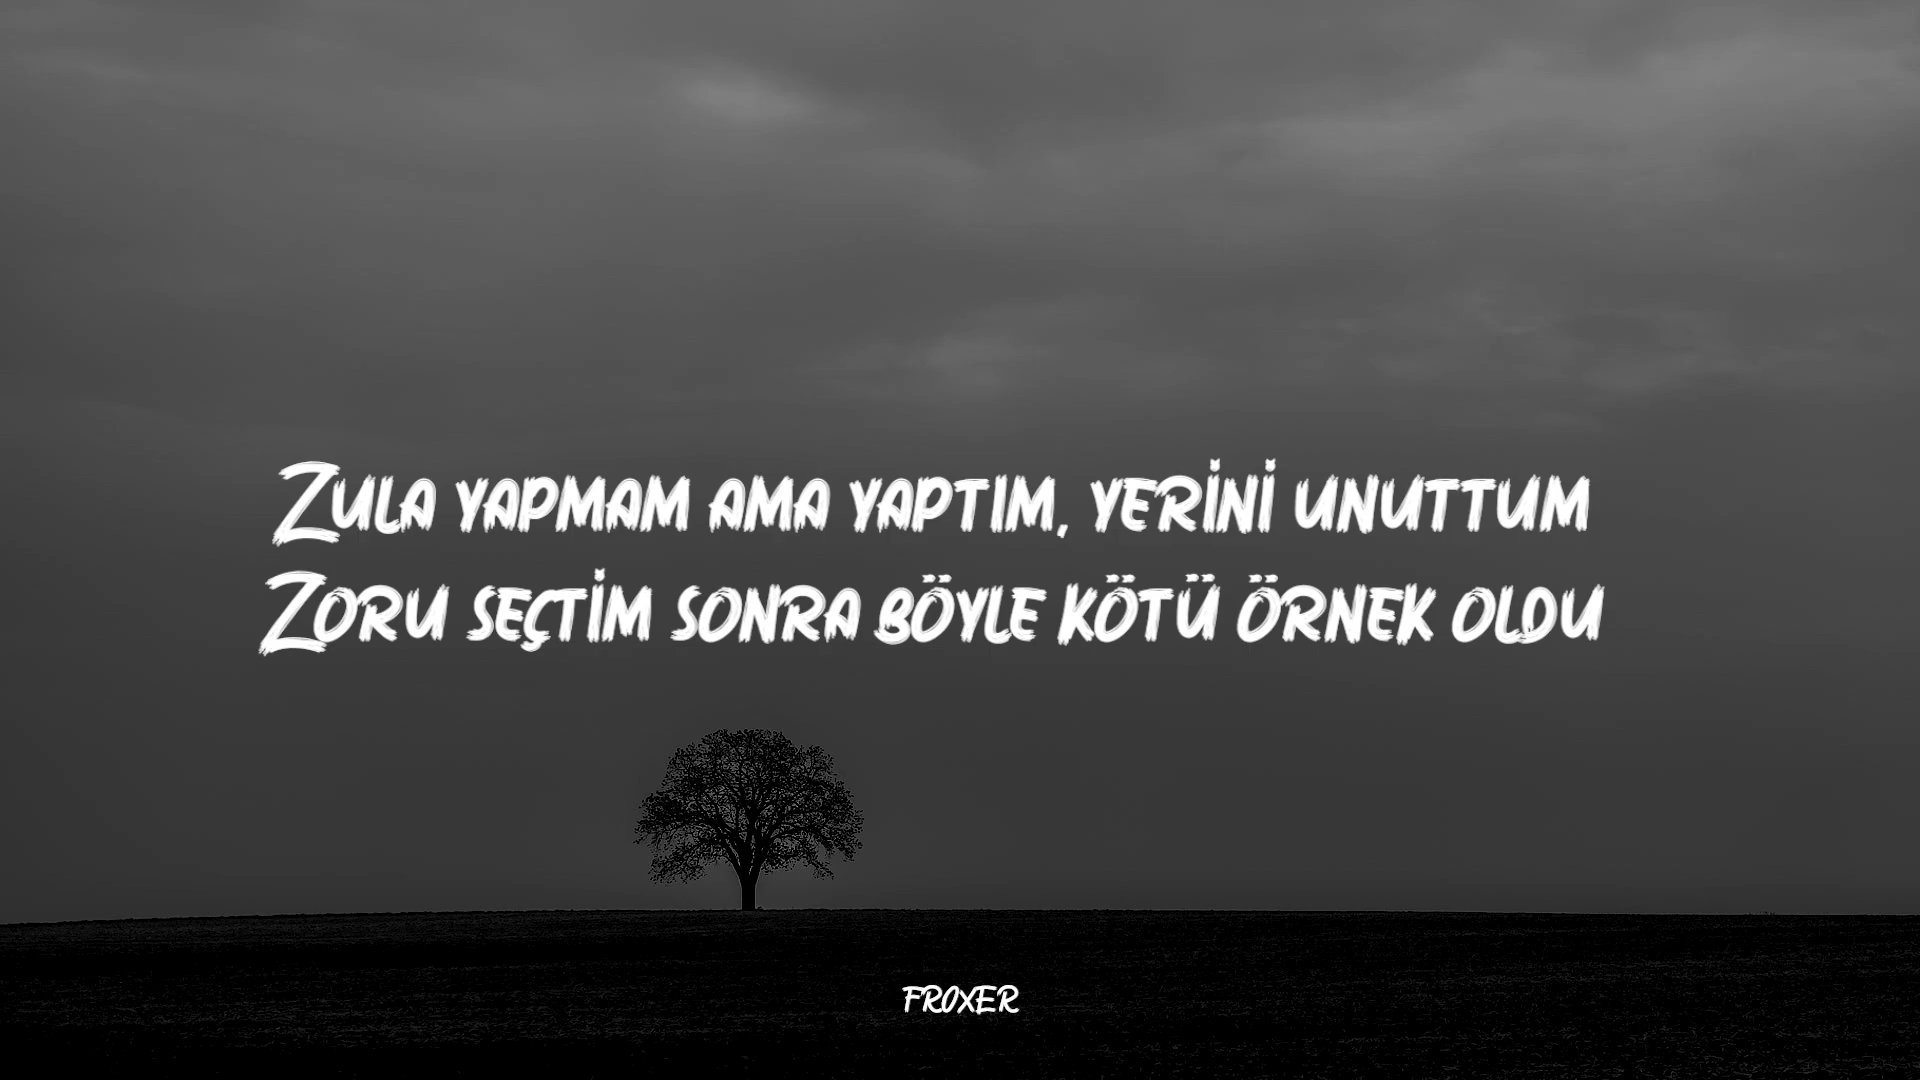 Zula yapmam ama yaptım, yerini unuttum
Zoru seçtim sonra böyle kötü örnek oldu
FROXER